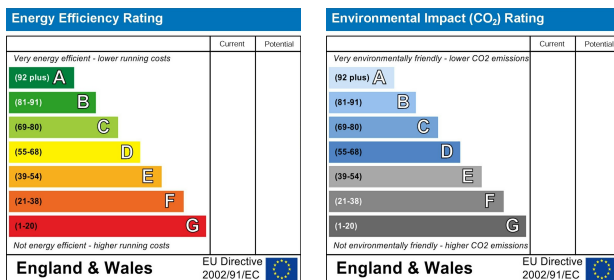 Energy Efficiency Rating
Current Potential
Very energy efficient - lower running costs
(92 plus) A
(81-91) B
(69-80) C
(55-68) D
(39-54) E
(21-38) F
(1-20) G
Not energy efficient - higher running costs
England & Wales
EU Directive
2002/91/EC
Environmental Impact (CO₂) Rating
Current Potential
Very environmentally friendly - lower CO2 emissions
(92 plus) A
(81-91) B
(69-80) C
(55-68) D
(39-54) E
(21-38) F
(1-20) G
Not environmentally friendly - higher CO2 emissions
England & Wales
EU Directive
2002/91/EC